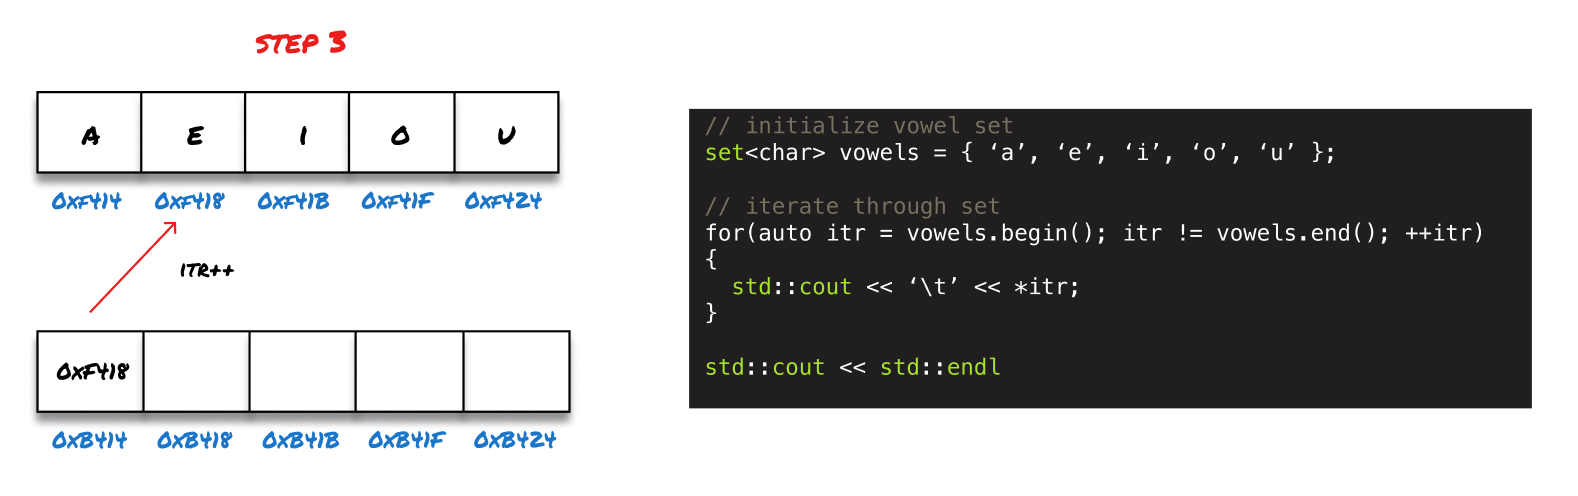 STEP 3
A E I O U
0xF414 0xF418 0xF41B 0xF41F 0xF424
ITR++
0xF418
0xB414 0xB418 0xB41B 0xB41F 0xB424
// initialize vowel set
set<char> vowels = { ‘a’, ‘e’, ‘i’, ‘o’, ‘u’ };
// iterate through set
for(auto itr = vowels.begin(); itr != vowels.end(); ++itr)
{
  std::cout << ‘\t’ << *itr;
}
std::cout << std::endl